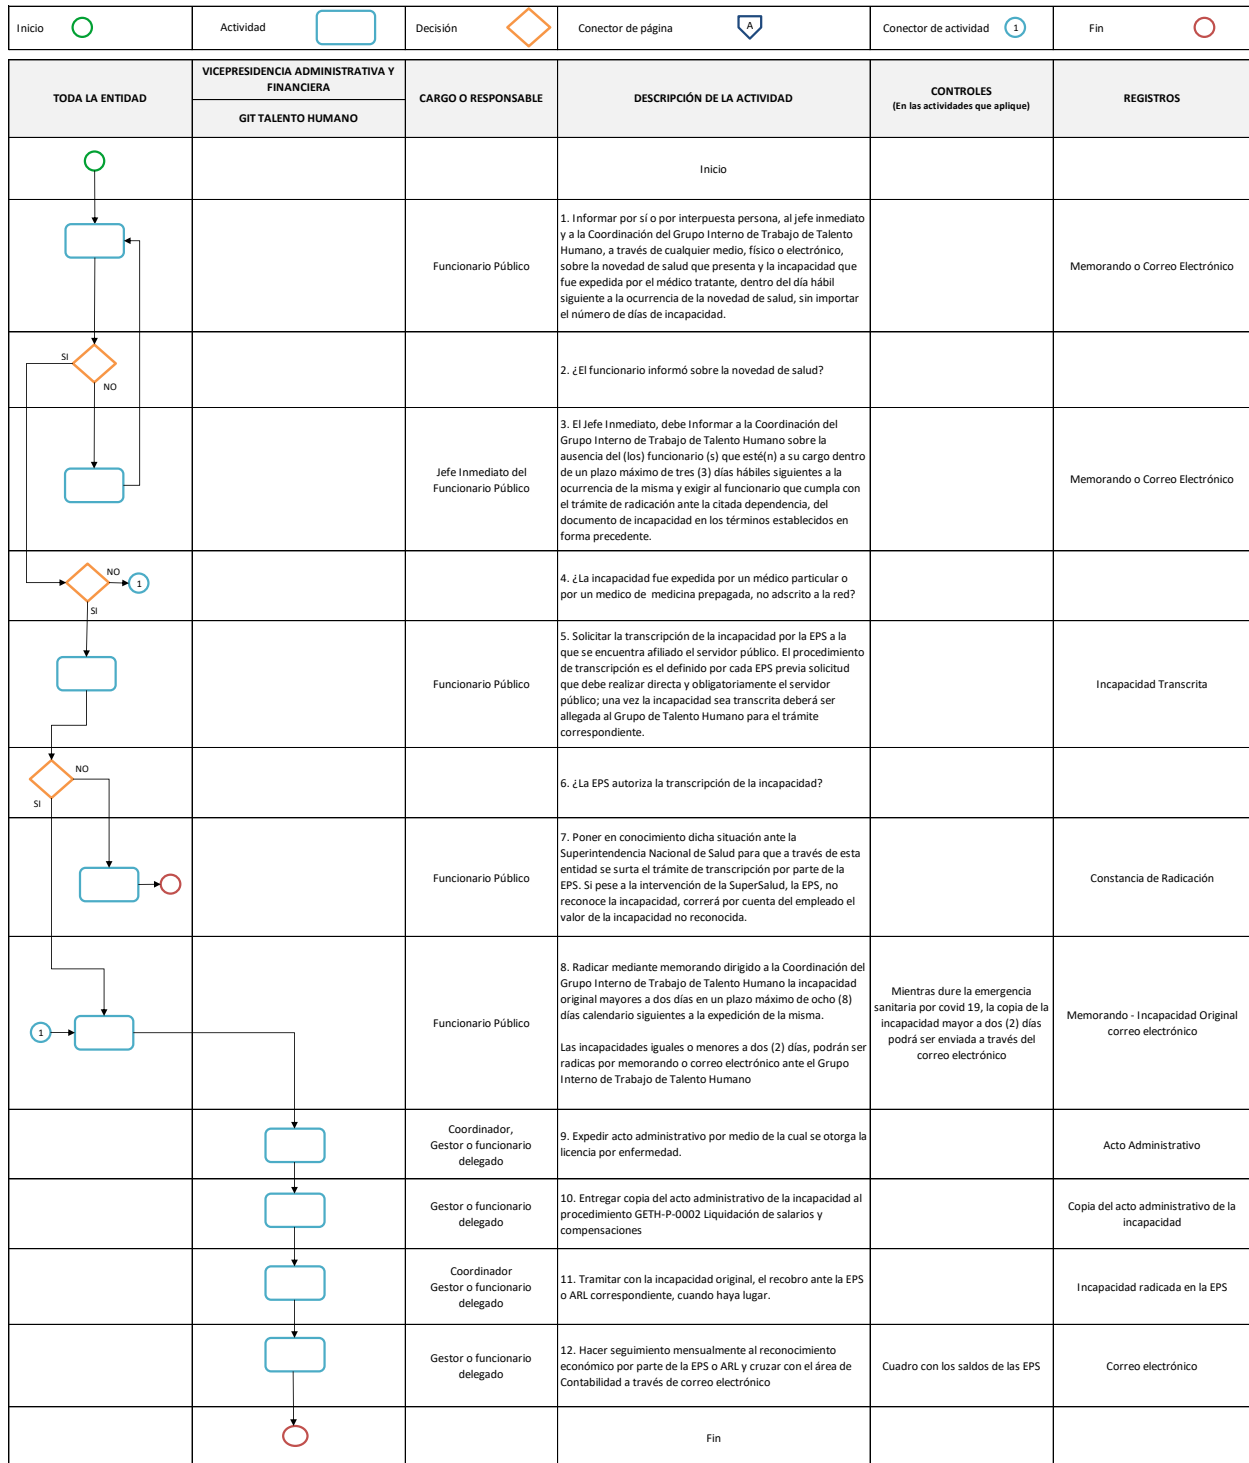 Inicio
Actividad
Decisión
Conector de página
A
Conector de actividad
1
Fin
TODA LA ENTIDAD
VICEPRESIDENCIA ADMINISTRATIVA Y
FINANCIERA
GIT TALENTO HUMANO
CARGO O RESPONSABLE
DESCRIPCIÓN DE LA ACTIVIDAD
CONTROLES
(En las actividades que aplique)
REGISTROS
Inicio
Funcionario Público
1. Informar por sí o por interpuesta persona, al jefe inmediato
y a la Coordinación del Grupo Interno de Trabajo de Talento
Humano, a través de cualquier medio, físico o electrónico,
sobre la novedad de salud que presenta y la incapacidad que
fue expedida por el médico tratante, dentro del día hábil
siguiente a la ocurrencia de la novedad de salud, sin importar
el número de días de incapacidad.
Memorando o Correo Electrónico
SI
NO
2. ¿El funcionario informó sobre la novedad de salud?
Jefe Inmediato del
Funcionario Público
3. El Jefe Inmediato, debe Informar a la Coordinación del
Grupo Interno de Trabajo de Talento Humano sobre la
ausencia del (los) funcionario (s) que esté(n) a su cargo dentro
de un plazo máximo de tres (3) días hábiles siguientes a la
ocurrencia de la misma y exigir al funcionario que cumpla con
el trámite de radicación ante la citada dependencia, del
documento de incapacidad en los términos establecidos en
forma precedente.
Memorando o Correo Electrónico
NO
1
SI
4. ¿La incapacidad fue expedida por un médico particular o
por un medico de  medicina prepagada, no adscrito a la red?
Funcionario Público
5. Solicitar la transcripción de la incapacidad por la EPS a la
que se encuentra afiliado el servidor público. El procedimiento
de transcripción es el definido por cada EPS previa solicitud
que debe realizar directa y obligatoriamente el servidor
público; una vez la incapacidad sea transcrita deberá ser
allegada al Grupo de Talento Humano para el trámite
correspondiente.
Incapacidad Transcrita
NO
SI
6. ¿La EPS autoriza la transcripción de la incapacidad?
Funcionario Público
7. Poner en conocimiento dicha situación ante la
Superintendencia Nacional de Salud para que a través de esta
entidad se surta el trámite de transcripción por parte de la
EPS. Si pese a la intervención de la SuperSalud, la EPS, no
reconoce la incapacidad, correrá por cuenta del empleado el
valor de la incapacidad no reconocida.
Constancia de Radicación
1
Funcionario Público
8. Radicar mediante memorando dirigido a la Coordinación del
Grupo Interno de Trabajo de Talento Humano la incapacidad
original mayores a dos días en un plazo máximo de ocho (8)
días calendario siguientes a la expedición de la misma.
Las incapacidades iguales o menores a dos (2) días, podrán ser
radicas por memorando o correo electrónico ante el Grupo
Interno de Trabajo de Talento Humano
Mientras dure la emergencia
sanitaria por covid 19, la copia de la
incapacidad mayor a dos (2) días
podrá ser enviada a través del
correo electrónico
Memorando - Incapacidad Original
correo electrónico
Coordinador,
Gestor o funcionario
delegado
9. Expedir acto administrativo por medio de la cual se otorga la
licencia por enfermedad.
Acto Administrativo
Gestor o funcionario
delegado
10. Entregar copia del acto administrativo de la incapacidad al
procedimiento GETH-P-0002 Liquidación de salarios y
compensaciones
Copia del acto administrativo de la
incapacidad
Coordinador
Gestor o funcionario
delegado
11. Tramitar con la incapacidad original, el recobro ante la EPS
o ARL correspondiente, cuando haya lugar.
Incapacidad radicada en la EPS
Gestor o funcionario
delegado
12. Hacer seguimiento mensualmente al reconocimiento
económico por parte de la EPS o ARL y cruzar con el área de
Contabilidad a través de correo electrónico
Cuadro con los saldos de las EPS
Correo electrónico
Fin